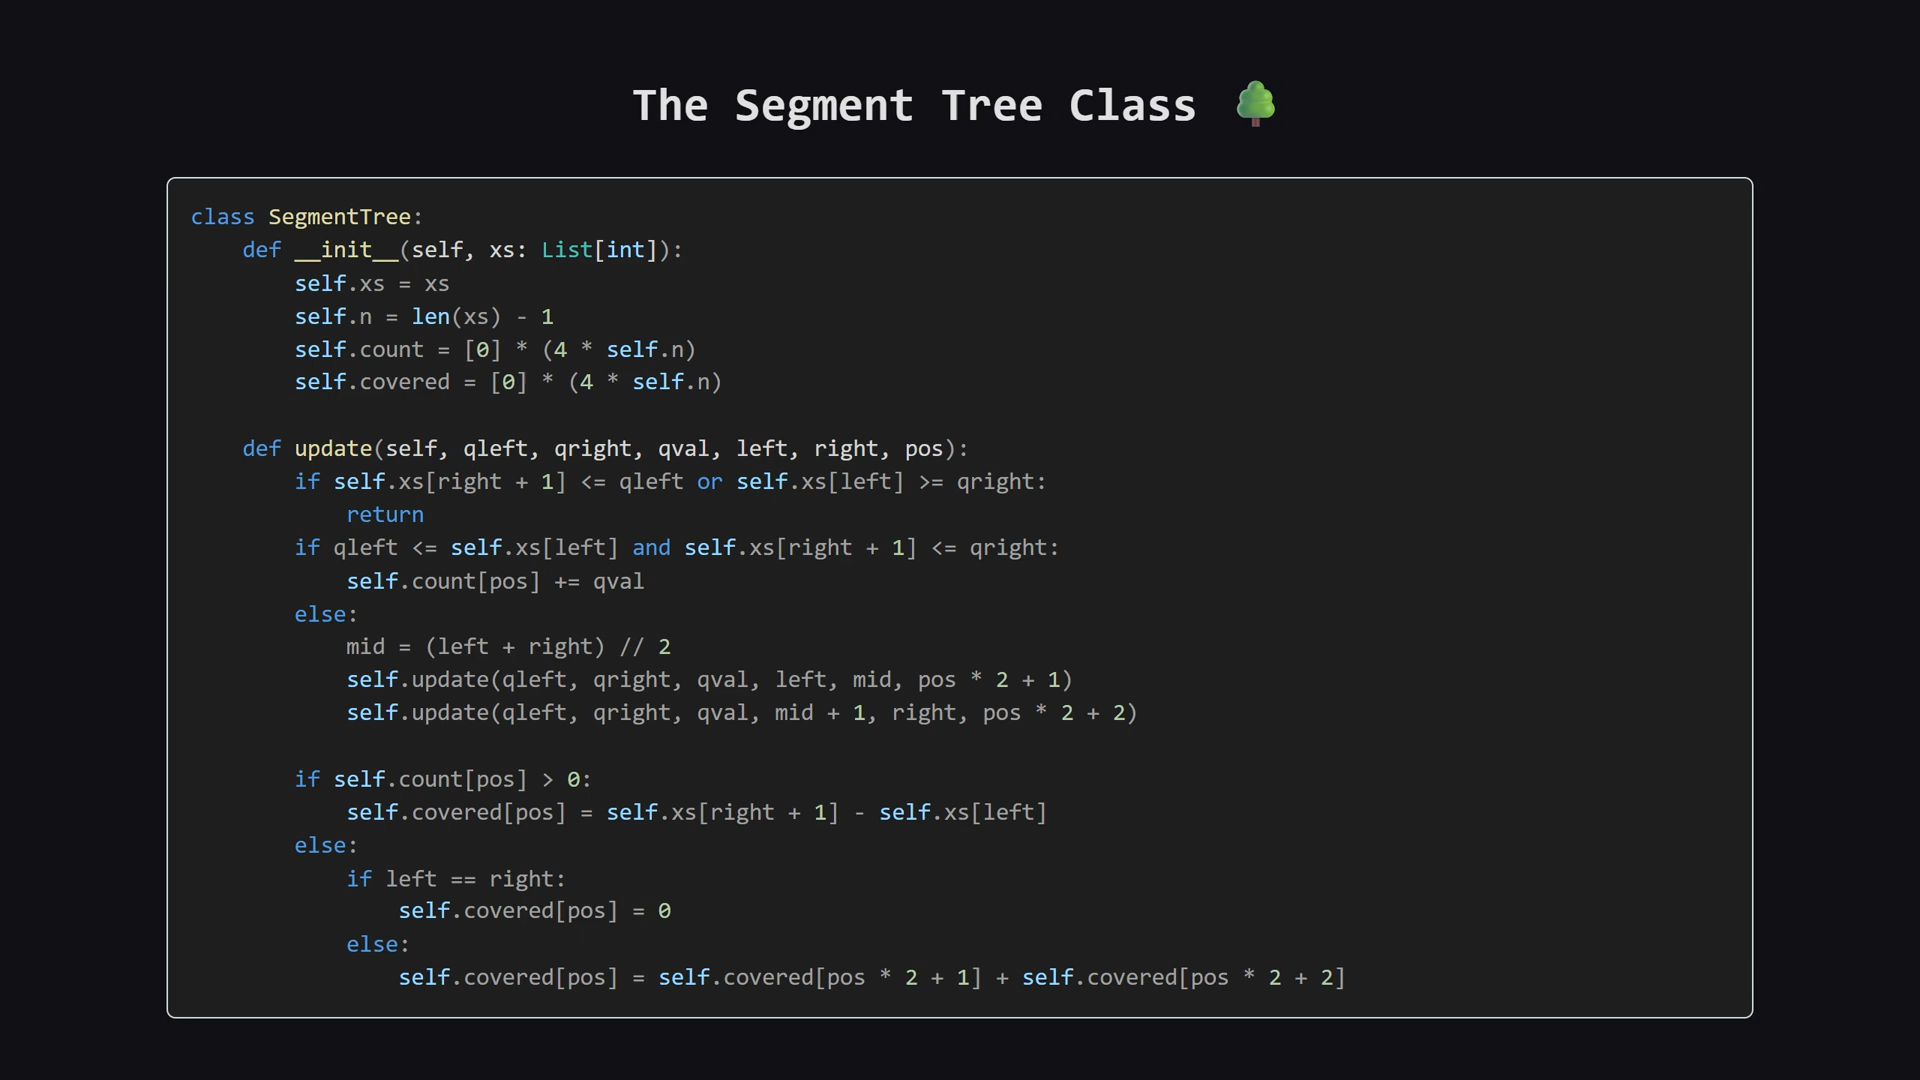 The Segment Tree Class 🌳
class SegmentTree:
    def __init__(self, xs: List[int]):
        self.xs = xs
        self.n = len(xs) - 1
        self.count = [0] * (4 * self.n)
        self.covered = [0] * (4 * self.n)

    def update(self, qleft, qright, qval, left, right, pos):
        if self.xs[right + 1] <= qleft or self.xs[left] >= qright:
            return
        if qleft <= self.xs[left] and self.xs[right + 1] <= qright:
            self.count[pos] += qval
        else:
            mid = (left + right) // 2
            self.update(qleft, qright, qval, left, mid, pos * 2 + 1)
            self.update(qleft, qright, qval, mid + 1, right, pos * 2 + 2)

        if self.count[pos] > 0:
            self.covered[pos] = self.xs[right + 1] - self.xs[left]
        else:
            if left == right:
                self.covered[pos] = 0
            else:
                self.covered[pos] = self.covered[pos * 2 + 1] + self.covered[pos * 2 + 2]